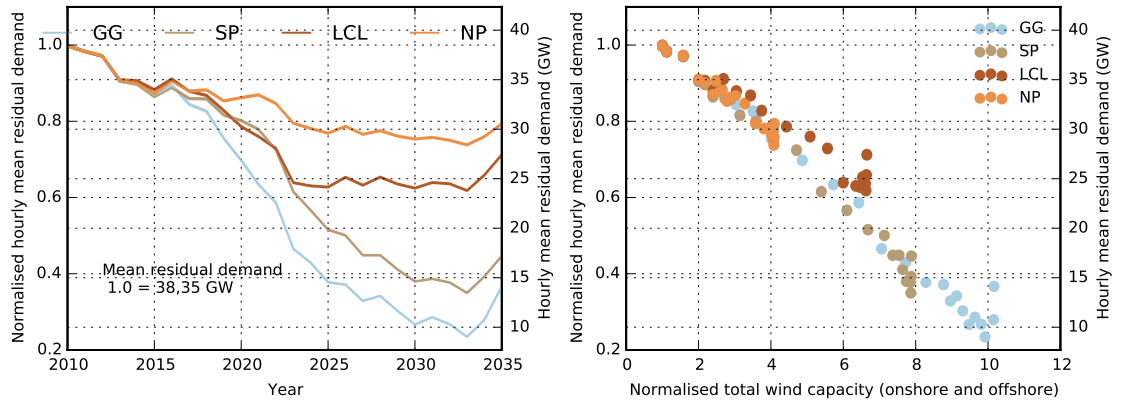 GG SP LCL NP
1.0
0.8
0.6
0.4
0.2
40
35
30
25
20
15
10
Normalised hourly mean residual demand
Hourly mean residual demand (GW)
Mean residual demand
1.0 = 38,35 GW
2010 2015 2020 2025 2030 2035
Year
GG
SP
LCL
NP
1.0
0.8
0.6
0.4
0.2
40
35
30
25
20
15
10
Normalised hourly mean residual demand
Hourly mean residual demand (GW)
0 2 4 6 8 10 12
Normalised total wind capacity (onshore and offshore)